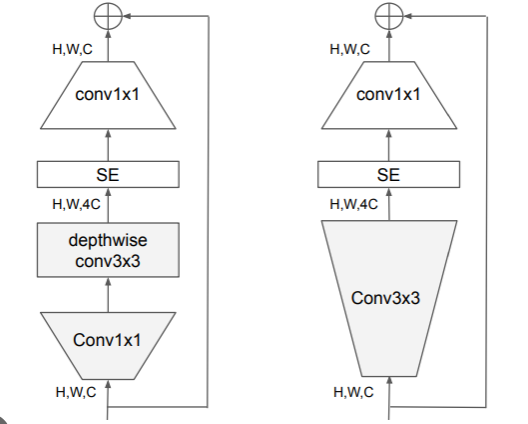 H,W,C
conv1x1
SE
H,W,4C
depthwise
conv3x3
Conv1x1
H,W,C
H,W,C
conv1x1
SE
H,W,4C
Conv3x3
H,W,C